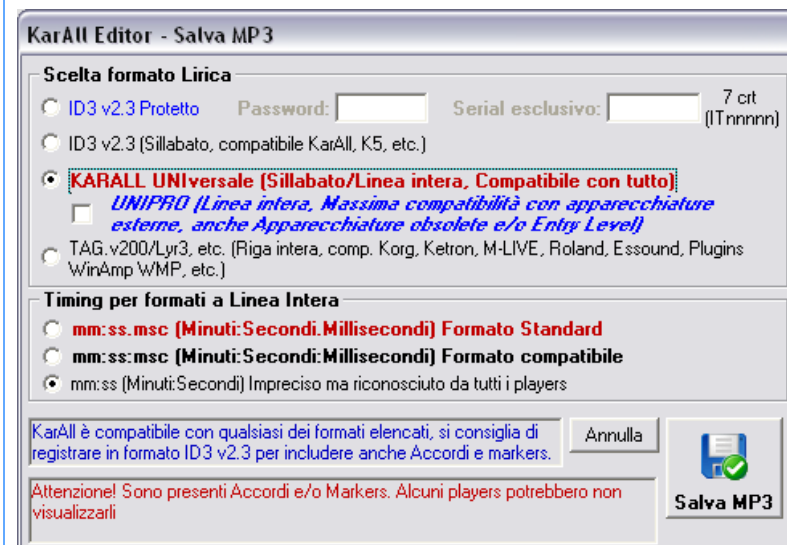 KarAll Editor - Salva MP3
Scelta formato Lirica
ID3 v2.3 Protetto Password: Serial esclusivo: 7 crt
(ITnnnnn)
ID3 v2.3 (Sillabato, compatibile KarAll, K5, etc.)
KARALL UNIversale (Sillabato/Linea intera, Compatibile con tutto)
UNIPRO (Linea intera, Massima compatibilità con apparecchiature
esterne, anche Apparecchiature obsolete e/o Entry Level)
TAG.v200/Lyr3, etc. (Riga intera, comp. Korg, Ketron, M-LIVE, Roland, Essound, Plugins
WinAmp WMP, etc.)
Timing per formati a Linea Intera
mm:ss.msc (Minuti:Secondi.Millisecondi) Formato Standard
mm:ss:msc (Minuti:Secondi:Millisecondi) Formato compatibile
mm:ss (Minuti:Secondi) Impreciso ma riconosciuto da tutti i players
KarAll è compatibile con qualsiasi dei formati elencati, si consiglia di
registrare in formato ID3 v2.3 per includere anche Accordi e markers.
Annulla
Attenzione! Sono presenti Accordi e/o Markers. Alcuni players potrebbero non
visualizzarli
Salva MP3